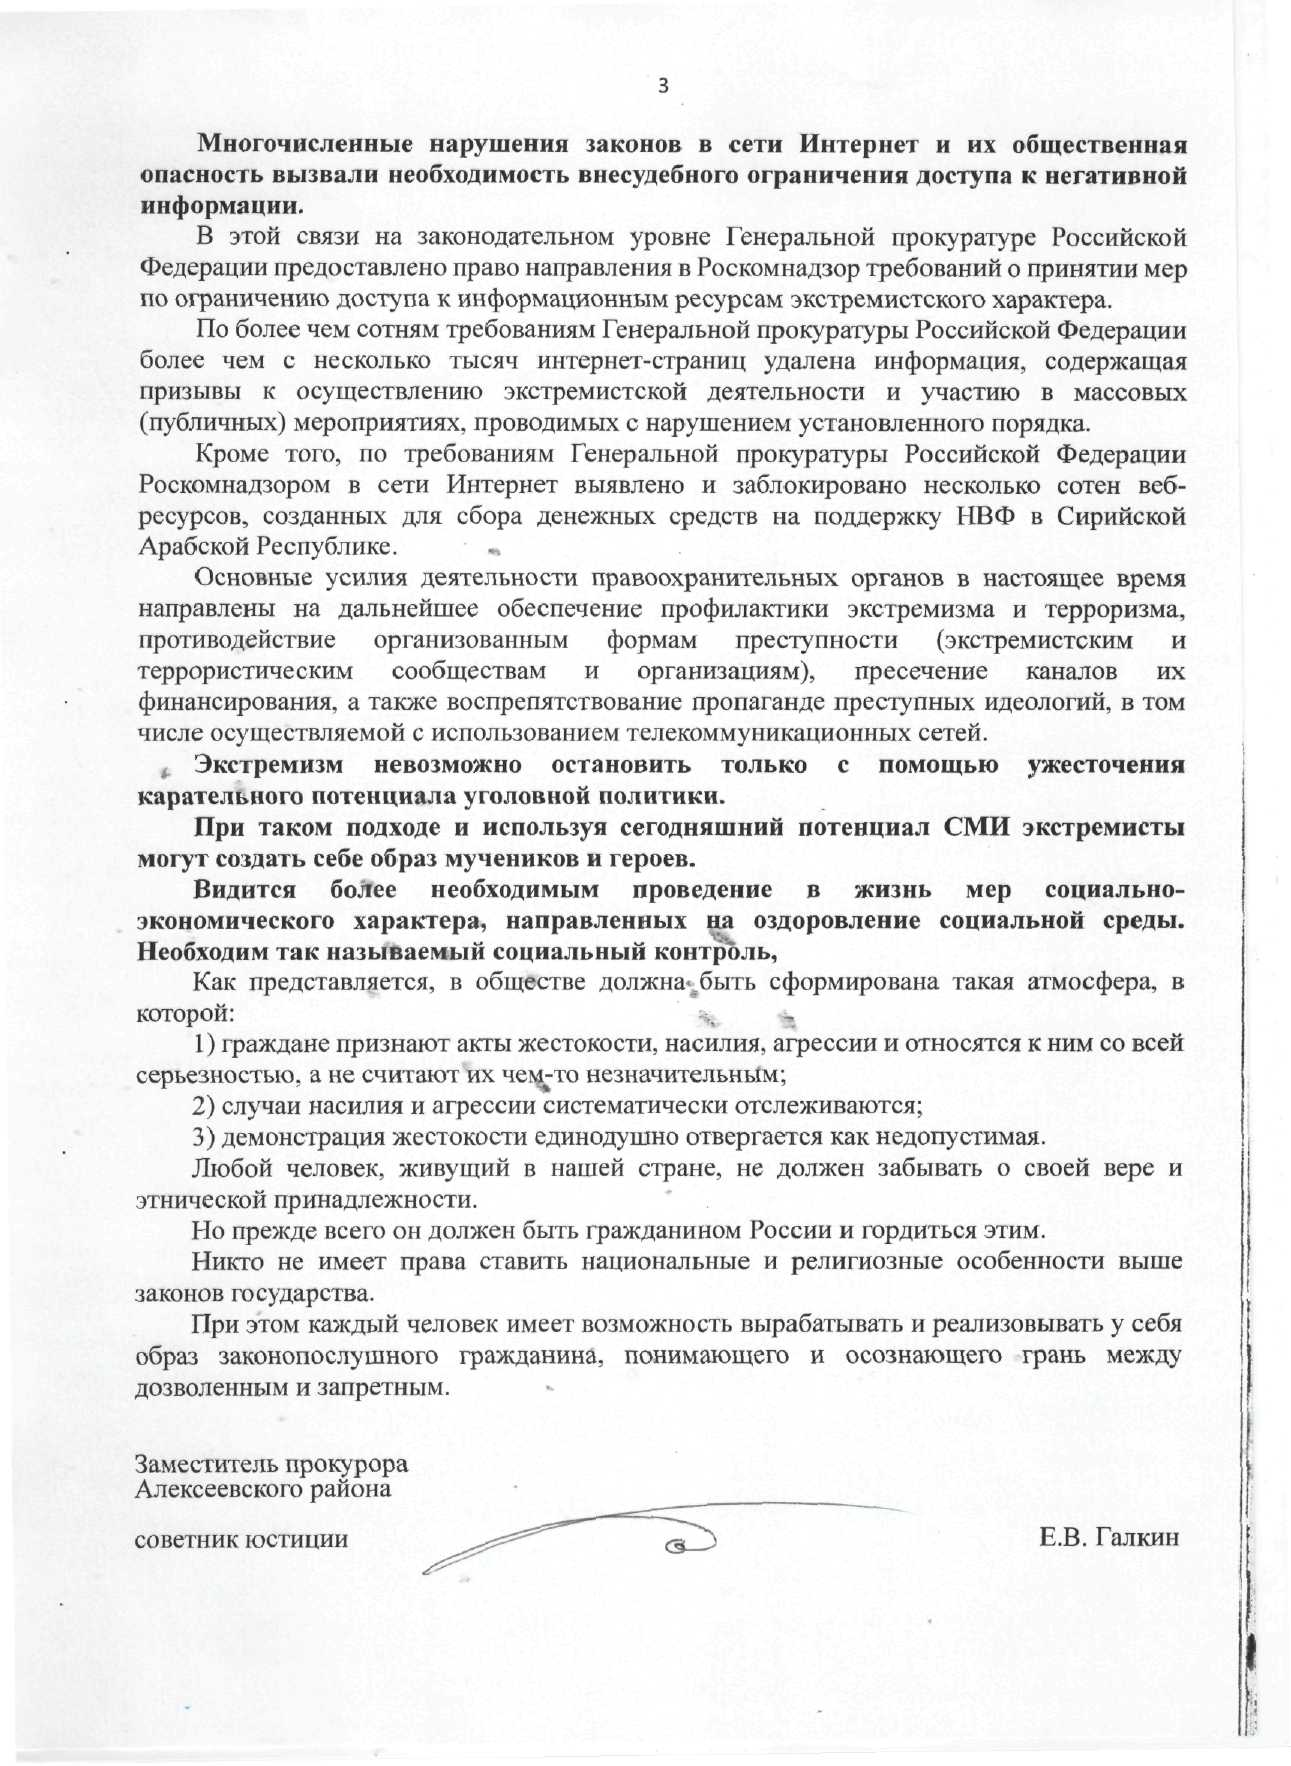 3
Многочисленные нарушения законов в сети Интернет и их общественная
опасность вызвали необходимость внесудебного ограничения доступа к негативной
информации.
В этой связи на законодательном уровне Генеральной прокуратуре Российской
Федерации предоставлено право направления в Роскомнадзор требований о принятии мер
по ограничению доступа к информационным ресурсам экстремистского характера.
По более чем сотням требованиям Генеральной прокуратуры Российской Федерации
более чем с несколько тысяч интернет-страниц удалена информация, содержащая
призывы к осуществлению экстремистской деятельности и участию в массовых
(публичных) мероприятиях, проводимых с нарушением установленного порядка.
Кроме того, по требованиям Генеральной прокуратуры Российской Федерации
Роскомнадзором в сети Интернет выявлено и заблокировано несколько сотен веб-
ресурсов, созданных для сбора денежных средств на поддержку НВФ в Сирийской
Арабской Республике.
Основные усилия деятельности правоохранительных органов в настоящее время
направлены на дальнейшее обеспечение профилактики экстремизма и терроризма,
противодействие организованным формам преступности (экстремистским и
террористическим сообществам и организациям), пресечение каналов их
финансирования, а также воспрепятствование пропаганде преступных идеологий, в том
числе осуществляемой с использованием телекоммуникационных сетей.
Экстремизм невозможно остановить только с помощью ужесточения
карательного потенциала уголовной политики.
При таком подходе и используя сегодняшний потенциал СМИ экстремисты
могут создать себе образ мучеников и героев.
Видится более необходимым проведение в жизнь мер социально-
экономического характера, направленных на оздоровление социальной среды.
Необходим так называемый социальный контроль,
Как представляется, в обществе должна быть сформирована такая атмосфера, в
которой:
1) граждане признают акты жестокости, насилия, агрессии и относятся к ним со всей
серьезностью, а не считают их чем-то незначительным;
2) случаи насилия и агрессии систематически отслеживаются;
3) демонстрация жестокости единодушно отвергается как недопустимая.
Любой человек, живущий в нашей стране, не должен забывать о своей вере и
этнической принадлежности.
Но прежде всего он должен быть гражданином России и гордиться этим.
Никто не имеет права ставить национальные и религиозные особенности выше
законов государства.
При этом каждый человек имеет возможность вырабатывать и реализовывать у себя
образ законопослушного гражданина, понимающего и осознающего грань между
дозволенным и запретным.
Заместитель прокурора
Алексеевского района
советник юстиции Е.В. Галкин